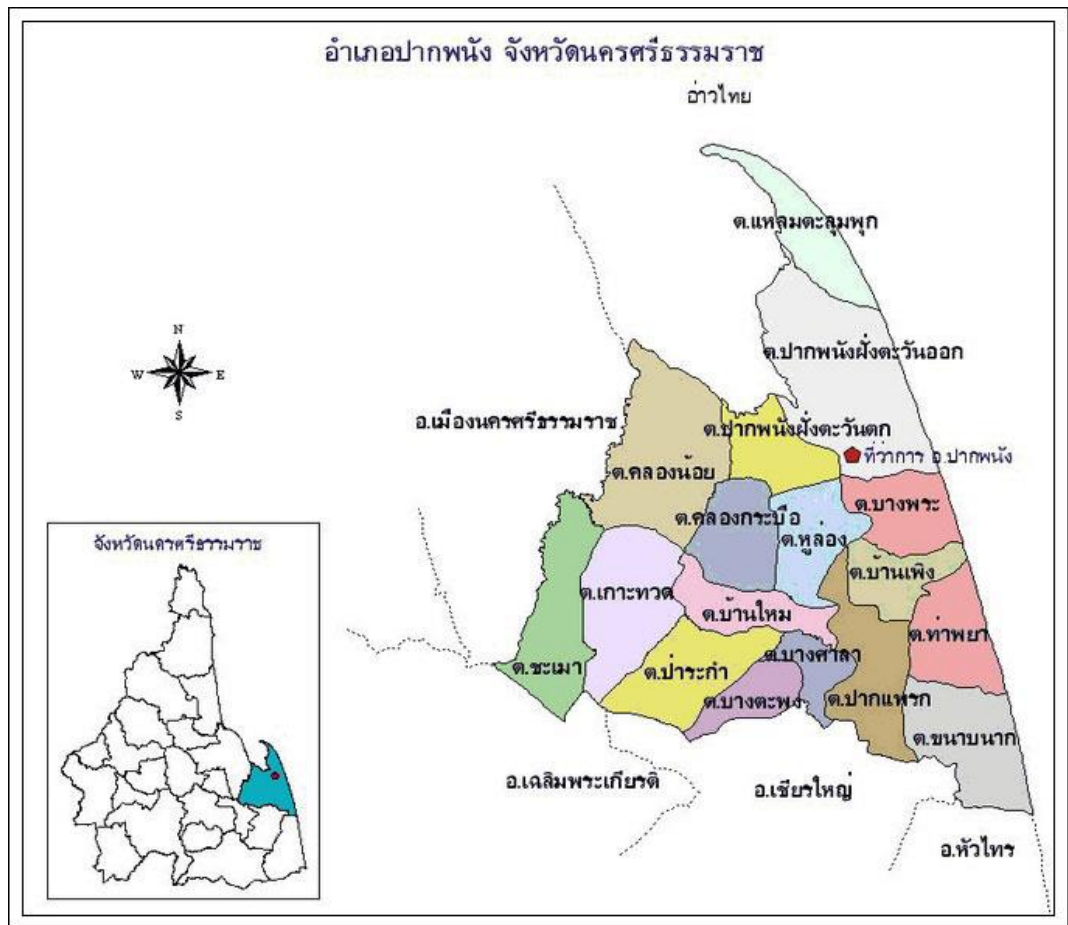 อำเภอปากพนัง จังหวัดนครศรีธรรมราช
อ่าวไทย
ต.แหลมตะลุมพุก
ต.ปากพนังฝั่งตะวันออก
N
W
E
S
อ.เมืองนครศรีธรรมราช
ต.ปากพนังฝั่งตะวันตก
ที่ว่าการ อ.ปากพนัง
ต.คลองน้อย
ต.บางพระ
ต.คลองกระบือ
ต.หูล่อง
จังหวัดนครศรีธรรมราช
ต.บ้านเพิง
ต.เกาะทวด
ต.บ้านใหม่
ต.ท่าพยา
ต.บางศาลา
ต.ชะเมา
ต.ป่าระกำ
ต.บางตะพง
ต.ปากแพรก
ต.ขนาบนาก
อ.เฉลิมพระเกียรติ
อ.เชียรใหญ่
อ.หัวไทร